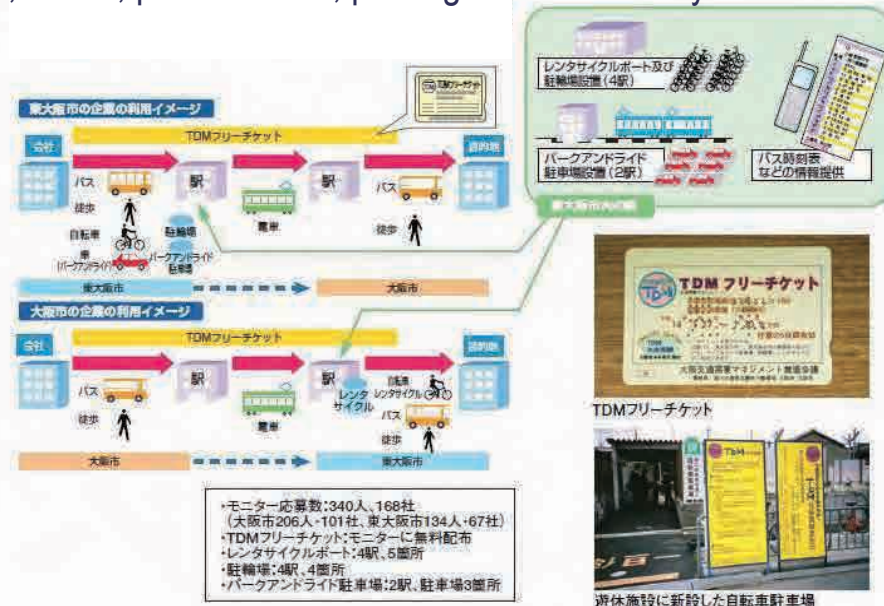 東大阪市の企業の利用イメージ
TDMフリーチケット
TDMフリーチケット
会社
バス
徒歩
自転車
車
(パークアンドライド)
駅
駐輪場
パークアンドライド
駐車場
電車
駅
バス
徒歩
目的地
東大阪市
大阪市
大阪市の企業の利用イメージ
TDMフリーチケット
会社
バス
徒歩
駅
電車
駅
レンタ
サイクル
自転車
レンタサイクル
バス
徒歩
目的地
大阪市
東大阪市
・モニター応募数:340人、168社
(大阪市206人・101社、東大阪市134人・67社)
・TDMフリーチケット:モニターに無料配布
・レンタサイクルポート:4駅、5箇所
・駐輪場:4駅、4箇所
・パークアンドライド駐車場:2駅、駐車場3箇所
レンタサイクルポート及び
駐輪場設置(4駅)
パークアンドライド
駐車場設置(2駅)
バス時刻表
などの情報提供
東大阪市内の駅
TDM
TDM フリーチケット
大阪交通需要マネジメント推進会議
TDMフリーチケット
TDM
遊休施設に新設した自転車駐車場